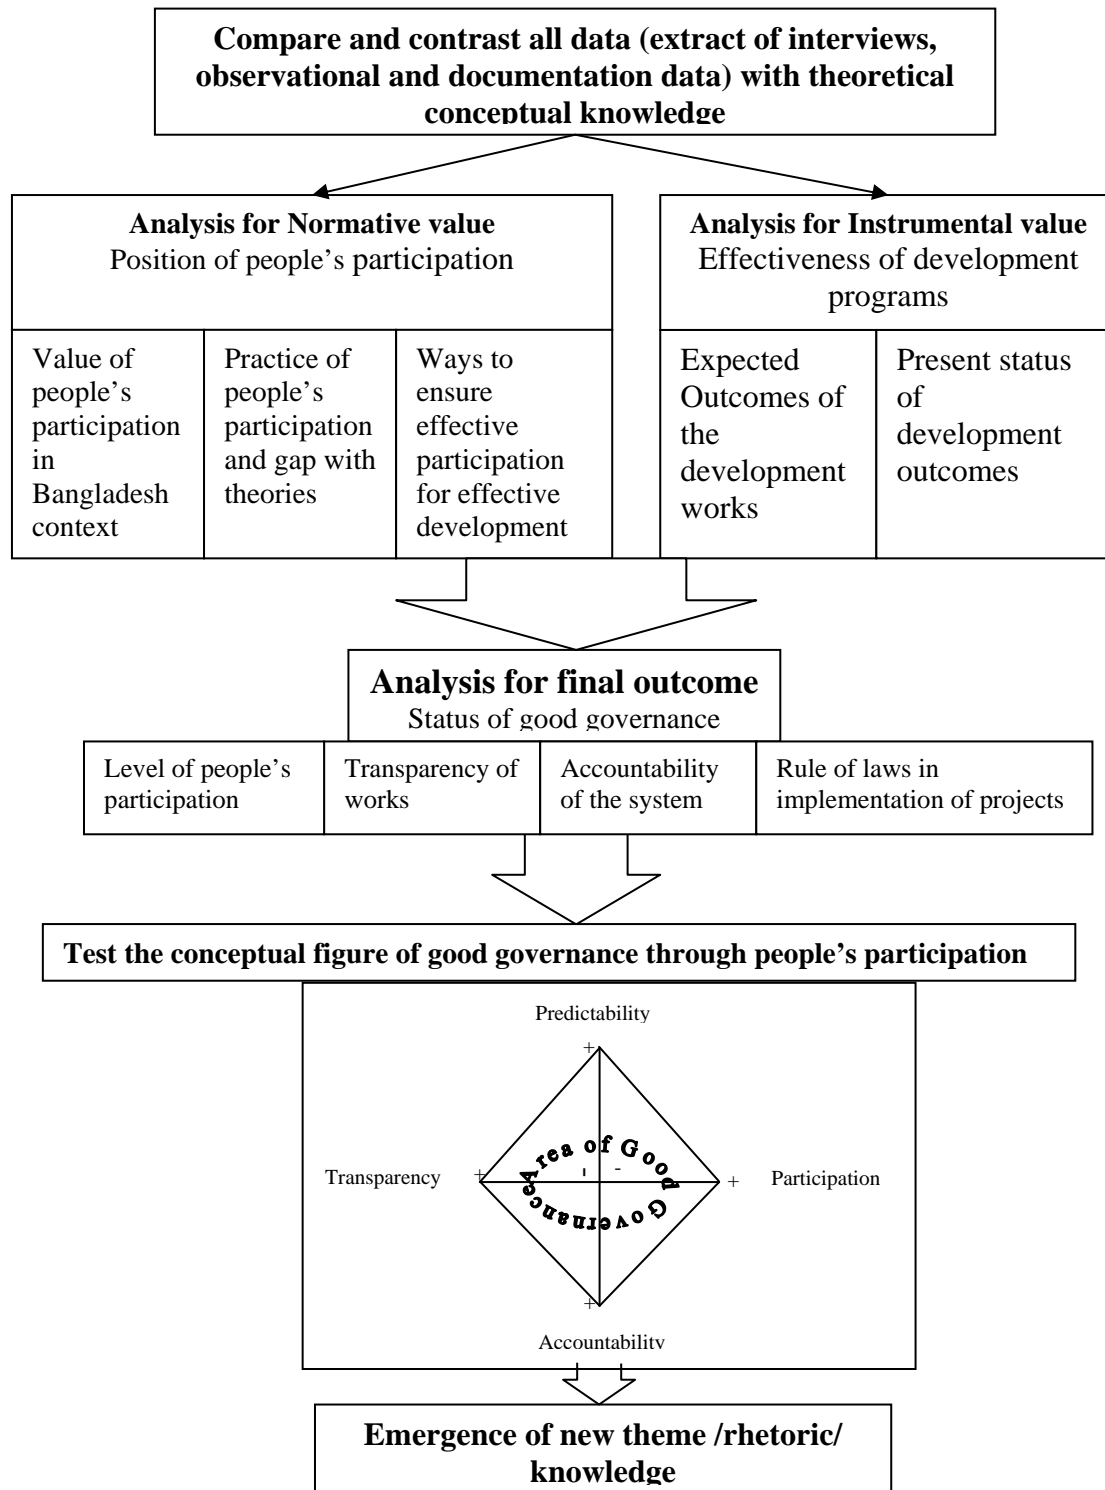 Compare and contrast all data (extract of interviews,
observational and documentation data) with theoretical
conceptual knowledge
Analysis for Normative value
Position of people’s participation
Analysis for Instrumental value
Effectiveness of development
programs
Value of
people’s
participation
in
Bangladesh
context
Practice of
people’s
participation
and gap with
theories
Ways to
ensure
effective
participation
for effective
development
Expected
Outcomes of
the
development
works
Present status
of
development
outcomes
Analysis for final outcome
Status of good governance
Level of people’s
participation
Transparency of
works
Accountability
of the system
Rule of laws in
implementation of projects
Test the conceptual figure of good governance through people’s participation
Predictability
+
Area of Good Governance
Transparency
+
-
-
+
Participation
+
Accountability
Emergence of new theme /rhetoric/
knowledge